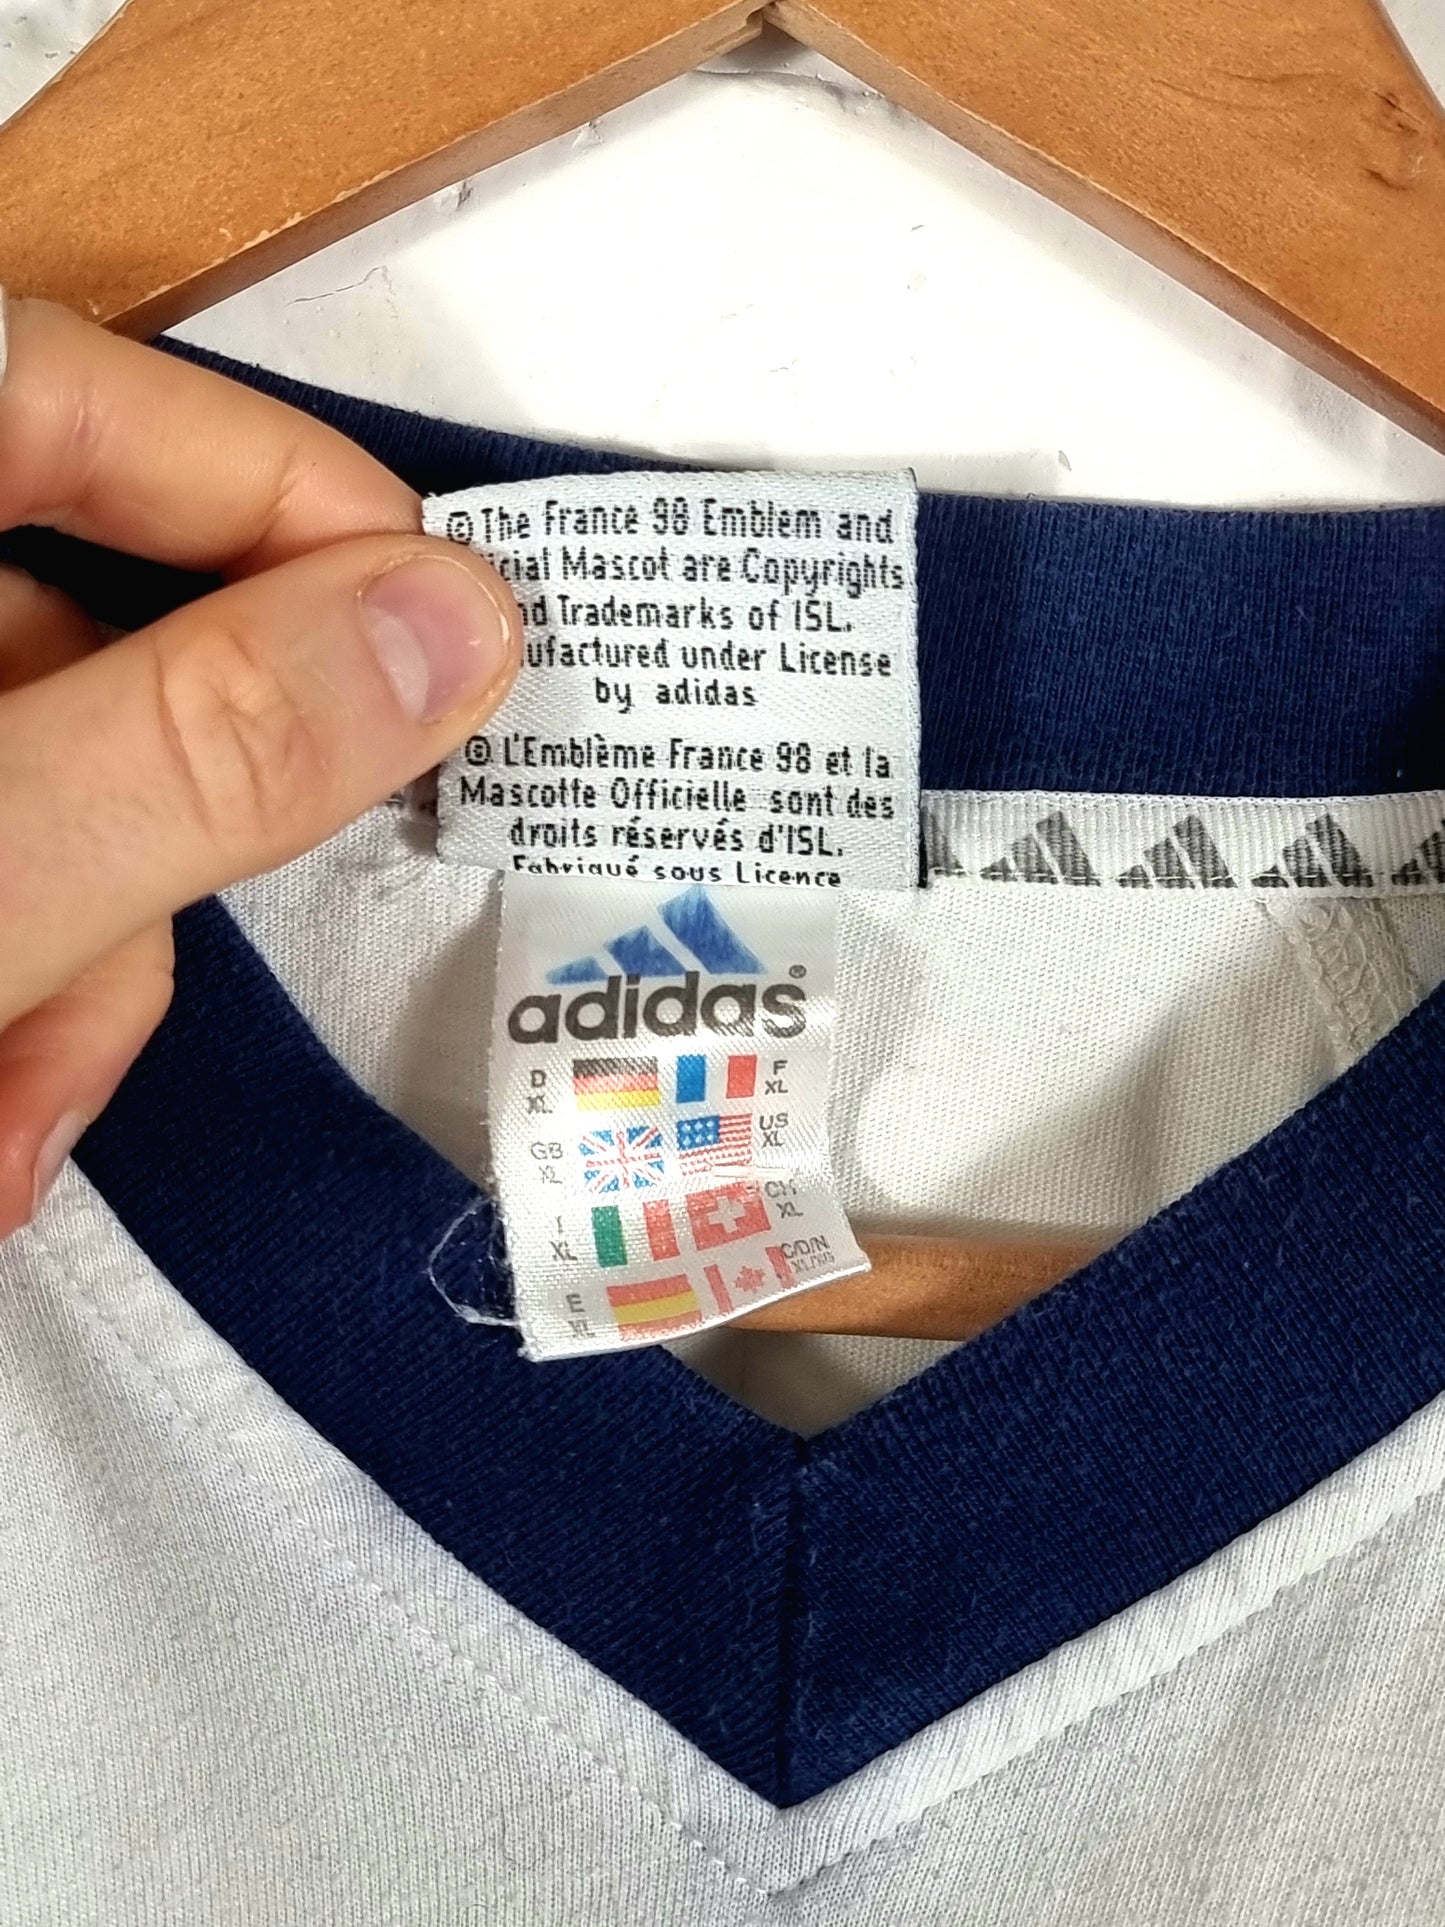 © The France 98 Emblem and
icial Mascot are Copyrights
nd Trademarks of ISL.
ufactured under License
by adidas
© L'Emblème France 98 et la
Mascotte Officielle sont des
droits réservés d'ISL.
Fabriqué sous Licence
adidas®
D XL F XL
GB XL US XL
I XL CH XL
E XL C/D/N